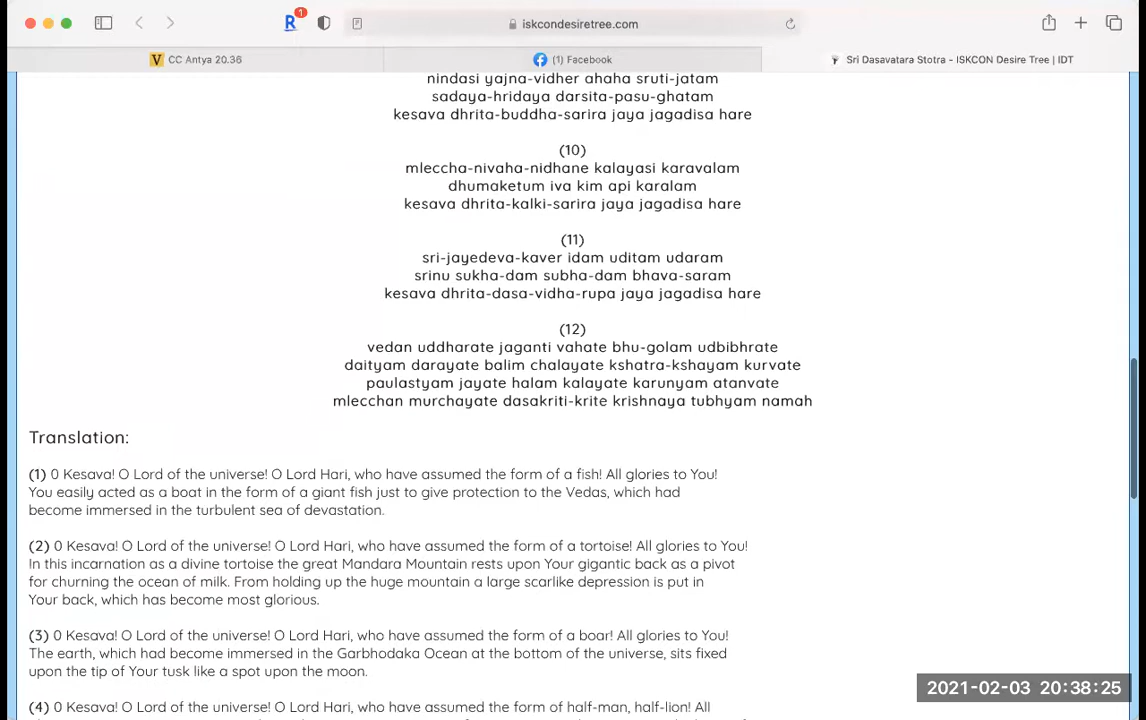 R
1
iskcondesiretree.com
V CC Antya 20.36
(1) Facebook
Sri Dasavatara Stotra - ISKCON Desire Tree | IDT
nindasi yajna-vidher ahaha sruti-jatam
sadaya-hridaya darsita-pasu-ghatam
kesava dhrita-buddha-sarira jaya jagadisa hare
(10)
mleccha-nivaha-nidhane kalayasi karavalam
dhumaketum iva kim api karalam
kesava dhrita-kalki-sarira jaya jagadisa hare
(11)
sri-jayedeva-kaver idam uditam udaram
srinu sukha-dam subha-dam bhava-saram
kesava dhrita-dasa-vidha-rupa jaya jagadisa hare
(12)
vedan uddharate jaganti vahate bhu-golam udbibhrate
daityam darayate balim chalayate kshatra-kshayam kurvate
paulastyam jayate halam kalayate karunyam atanvate
mlecchan murchayate dasakriti-krite krishnaya tubhyam namah
Translation:
(1) 0 Kesava! O Lord of the universe! O Lord Hari, who have assumed the form of a fish! All glories to You!
You easily acted as a boat in the form of a giant fish just to give protection to the Vedas, which had
become immersed in the turbulent sea of devastation.
(2) 0 Kesava! O Lord of the universe! O Lord Hari, who have assumed the form of a tortoise! All glories to You!
In this incarnation as a divine tortoise the great Mandara Mountain rests upon Your gigantic back as a pivot
for churning the ocean of milk. From holding up the huge mountain a large scarlike depression is put in
Your back, which has become most glorious.
(3) 0 Kesava! O Lord of the universe! O Lord Hari, who have assumed the form of a boar! All glories to You!
The earth, which had become immersed in the Garbhodaka Ocean at the bottom of the universe, sits fixed
upon the tip of Your tusk like a spot upon the moon.
(4) 0 Kesava! O Lord of the universe! O Lord Hari, who have assumed the form of half-man, half-lion! All
2021-02-03 20:38:25